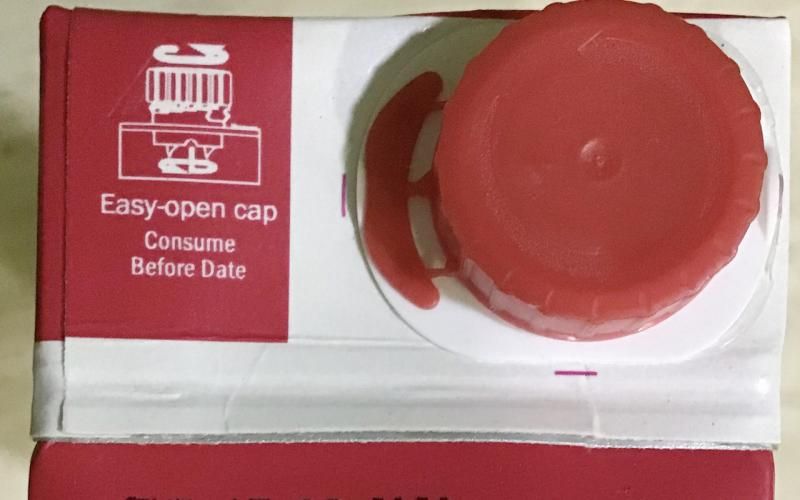 Easy-open cap
Consume
Before Date